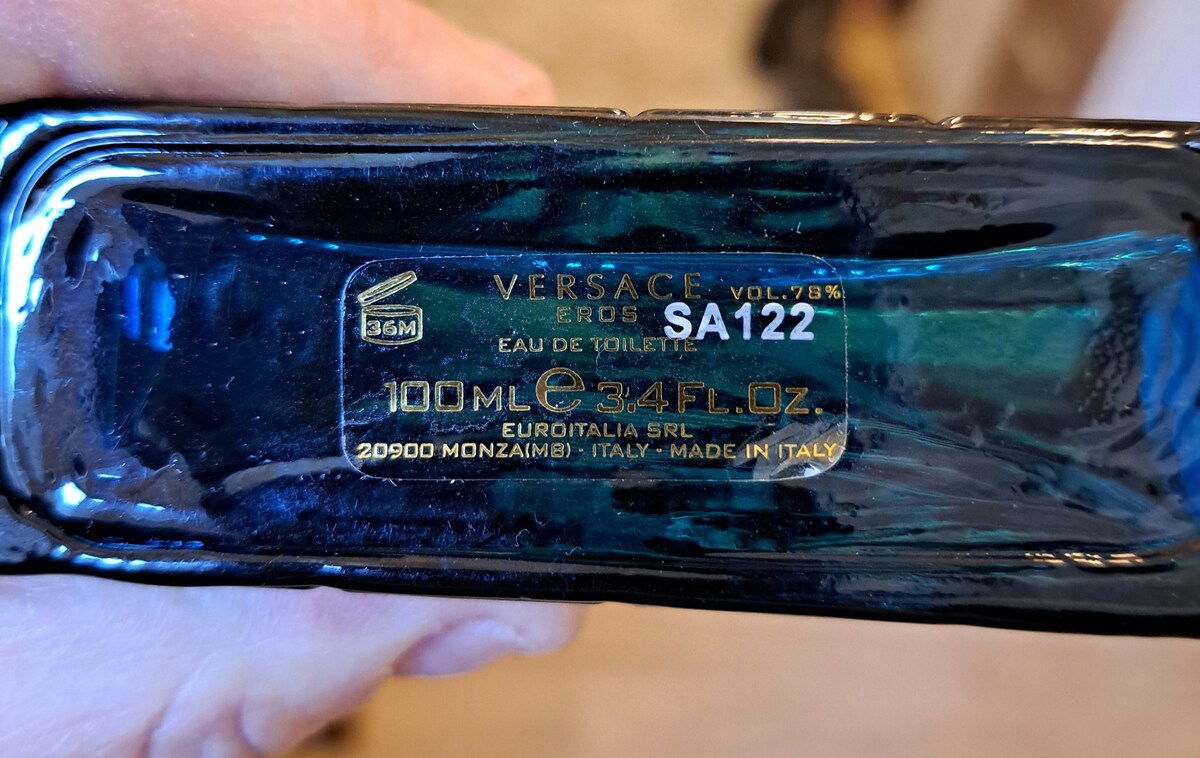 36M
VERSACE VOL.78%
EROS SA122
EAU DE TOILETTE
100ML e 3.4FL.OZ.
EUROITALIA SRL
20900 MONZA(MB) · ITALY · MADE IN ITALY